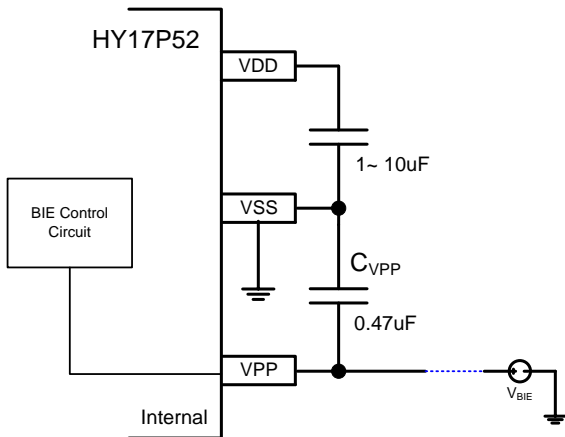 HY17P52
VDD
1~ 10uF
BIE Control
Circuit
VSS
CVPP
0.47uF
VPP
VBIE
Internal